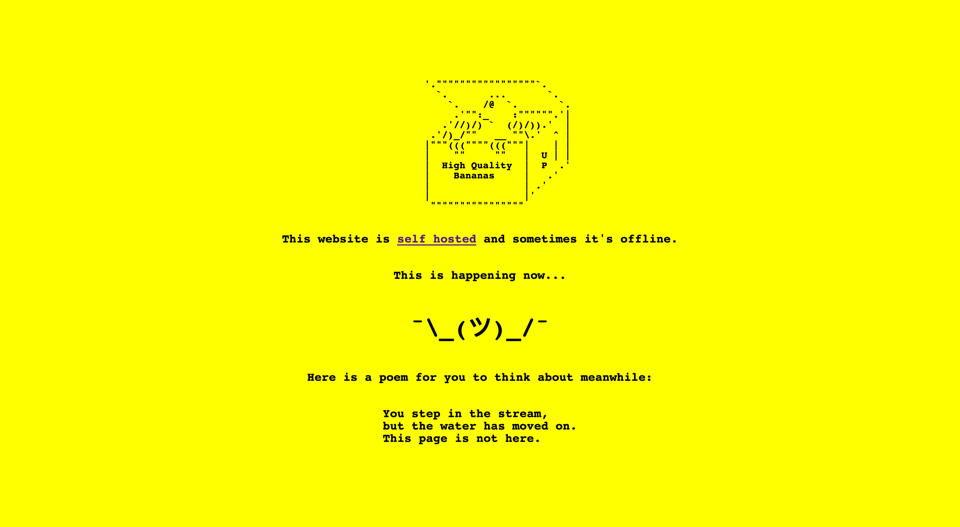 High Quality
Bananas
UP
This website is self hosted and sometimes it's offline.
This is happening now...
¯\_(ツ)_/¯
Here is a poem for you to think about meanwhile:
You step in the stream,
but the water has moved on.
This page is not here.